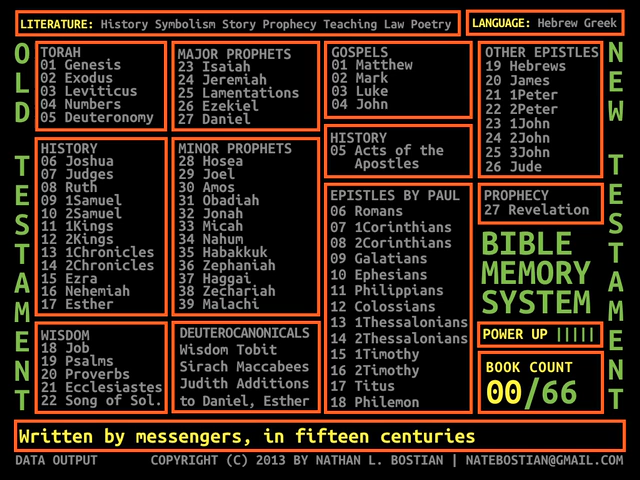 LITERATURE: History Symbolism Story Prophecy Teaching Law Poetry
LANGUAGE: Hebrew Greek
OLD TESTAMENT
TORAH
01 Genesis
02 Exodus
03 Leviticus
04 Numbers
05 Deuteronomy
HISTORY
06 Joshua
07 Judges
08 Ruth
09 1Samuel
10 2Samuel
11 1Kings
12 2Kings
13 1Chronicles
14 2Chronicles
15 Ezra
16 Nehemiah
17 Esther
WISDOM
18 Job
19 Psalms
20 Proverbs
21 Ecclesiastes
22 Song of Sol.
MAJOR PROPHETS
23 Isaiah
24 Jeremiah
25 Lamentations
26 Ezekiel
27 Daniel
MINOR PROPHETS
28 Hosea
29 Joel
30 Amos
31 Obadiah
32 Jonah
33 Micah
34 Nahum
35 Habakkuk
36 Zephaniah
37 Haggai
38 Zechariah
39 Malachi
DEUTEROCANONICALS
Wisdom Tobit
Sirach Maccabees
Judith Additions
to Daniel, Esther
GOSPELS
01 Matthew
02 Mark
03 Luke
04 John
HISTORY
05 Acts of the
Apostles
EPISTLES BY PAUL
06 Romans
07 1Corinthians
08 2Corinthians
09 Galatians
10 Ephesians
11 Philippians
12 Colossians
13 1Thessalonians
14 2Thessalonians
15 1Timothy
16 2Timothy
17 Titus
18 Philemon
OTHER EPISTLES
19 Hebrews
20 James
21 1Peter
22 2Peter
23 1John
24 2John
25 3John
26 Jude
PROPHECY
27 Revelation
NEW TESTAMENT
BIBLE
MEMORY
SYSTEM
POWER UP |||||
BOOK COUNT
00/66
Written by messengers, in fifteen centuries
DATA OUTPUT
COPYRIGHT (C) 2013 BY NATHAN L. BOSTIAN | NATEBOSTIAN@GMAIL.COM